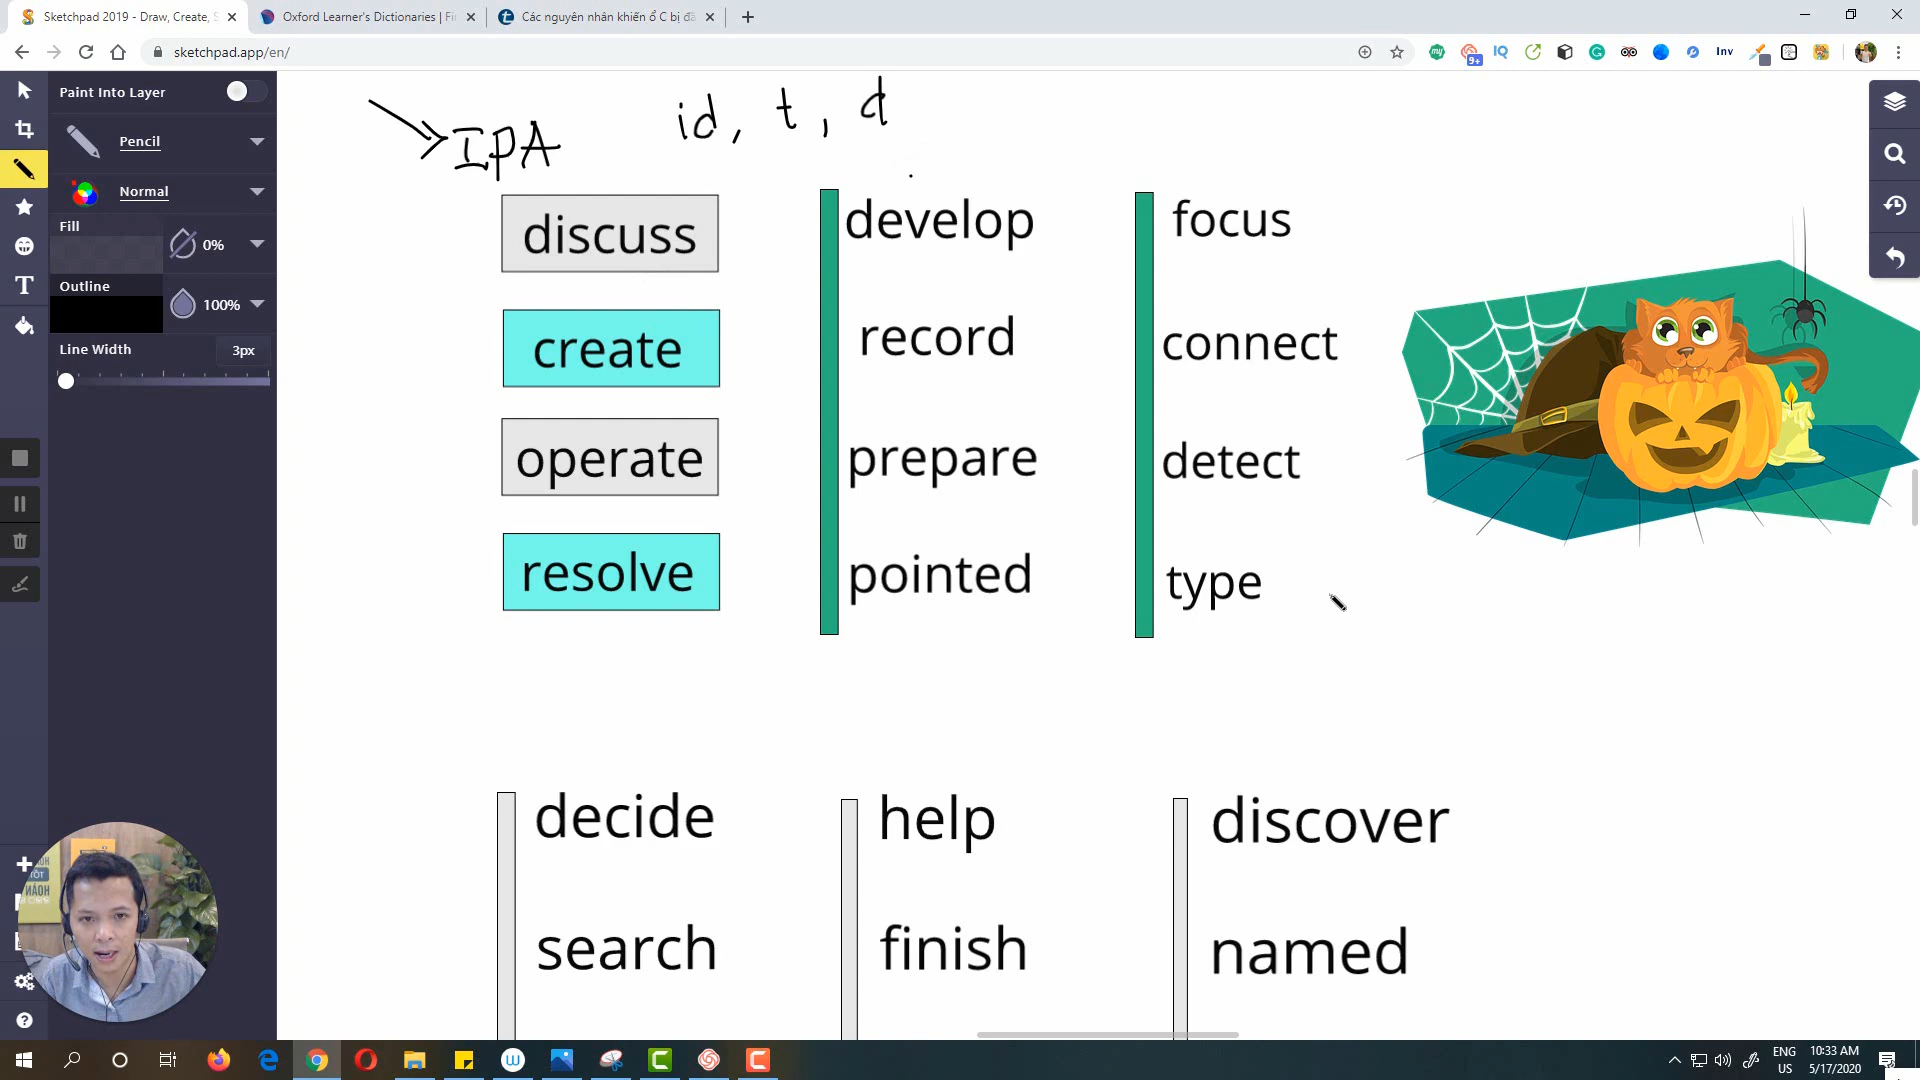 Sketchpad 2019 - Draw, Create, S
Oxford Learner's Dictionaries | Fi
Các nguyên nhân khiến ổ C bị đầ
sketchpad.app/en/
9+
IQ
Inv
Paint Into Layer
Pencil
Normal
Fill
0%
Outline
100%
Line Width
3px
IPA
id, t, d
discuss
create
operate
resolve
develop
record
prepare
pointed
focus
connect
detect
type
decide
search
help
finish
discover
named
ENG
US
10:33 AM
5/17/2020